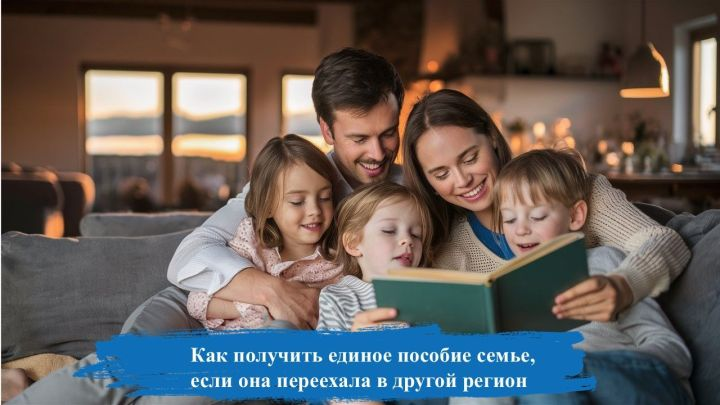 Как получить единое пособие семье,
если она переехала в другой регион